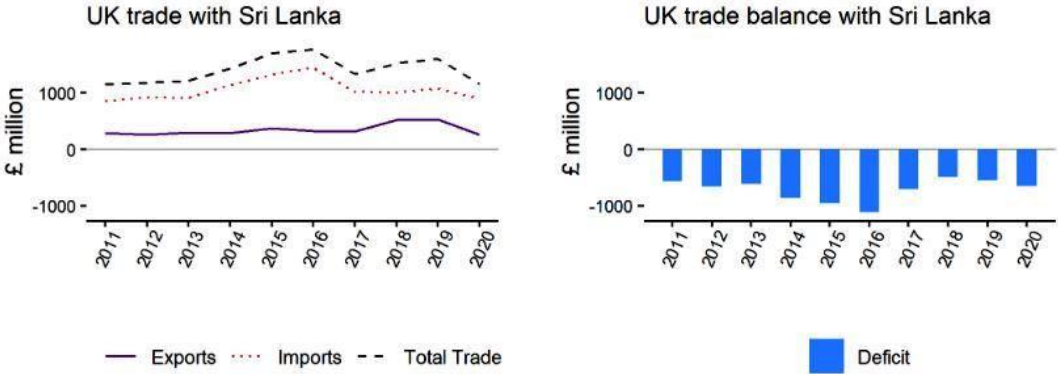 UK trade with Sri Lanka
£ million
1000
0
-1000
2011 2012 2013 2014 2015 2016 2017 2018 2019 2020
Exports Imports Total Trade
UK trade balance with Sri Lanka
£ million
1000
0
-1000
2011 2012 2013 2014 2015 2016 2017 2018 2019 2020
Deficit